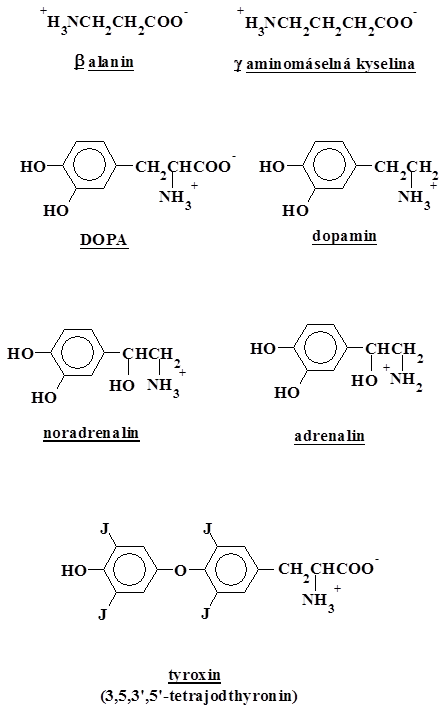 +H3NCH2CH2COO- +H3NCH2CH2CH2COO-
β alanin γ aminomáselná kyselina
HO CH2CHCOO- HO CH2CH2
HO NH3+ HO NH3+
DOPA dopamin
HO CHCH2 HO CHCH2
HO HO NH3+ HO HO +NH2
noradrenalin adrenalin
J J
HO O CH2CHCOO-
J J NH3+
tyroxin
(3,5,3',5'-tetrajodthyronin)